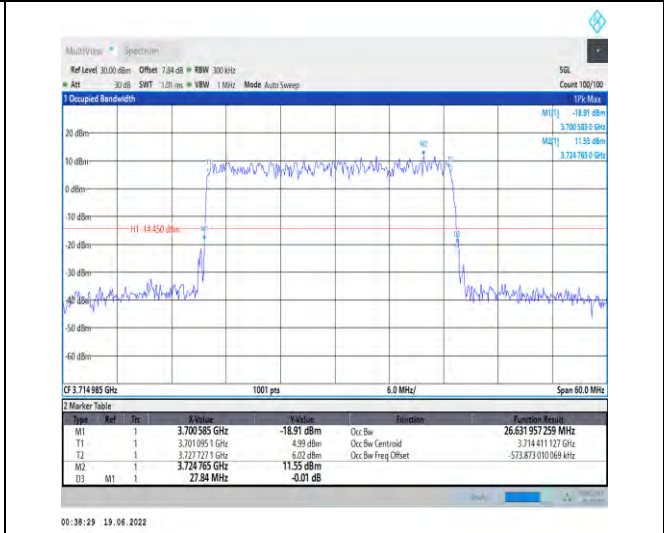 MultiView Spectrum
Ref Level 30.00 dBm Offset 7.84 dB RBW 300 kHz SGL
Att 30 dB SWT 1.01 ms VBW 1 MHz Mode Auto Sweep Count 100/100
1 Occupied Bandwidth 1Pk Max
M1[1] -18.91 dBm
3.700 585 0 GHz
M2[1] 11.55 dBm
3.724 765 0 GHz
20 dBm
M2
10 dBm
0 dBm
-10 dBm
H1 -14.450 dBm
-20 dBm
-30 dBm
-40 dBm
-50 dBm
-60 dBm
CF 3.714 985 GHz 1001 pts 6.0 MHz/ Span 60.0 MHz
2 Marker Table
Type Ref Trc X-Value Y-Value Function Function Result
M1 1 3.700 585 GHz -18.91 dBm Occ Bw 26.631 957 259 MHz
T1 1 3.701 095 1 GHz 4.99 dBm Occ Bw Centroid 3.714 411 127 GHz
T2 1 3.727 727 1 GHz 6.02 dBm Occ Bw Freq Offset -573.873 010 069 kHz
M2 1 3.724 765 GHz 11.55 dBm
D3 M1 1 27.84 MHz -0.01 dB
00:38:29 19.06.2022